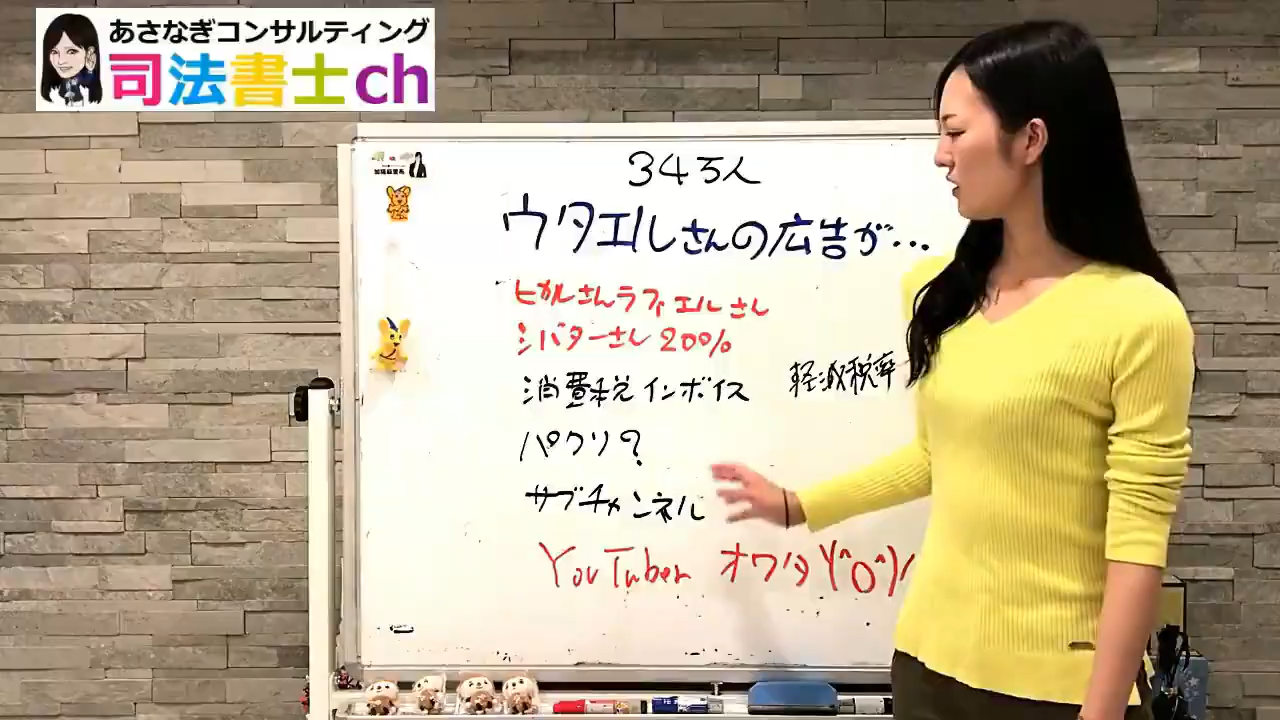 あさなぎコンサルティング
司法書士ch
345人
ウタエルさんの広告が…
ヒカルさんラファエルさん
シバターさん 200%
消費税インボイス 軽減税率
パクリ?
サブチャンネル
YouTuber オワタ\(^o^)/